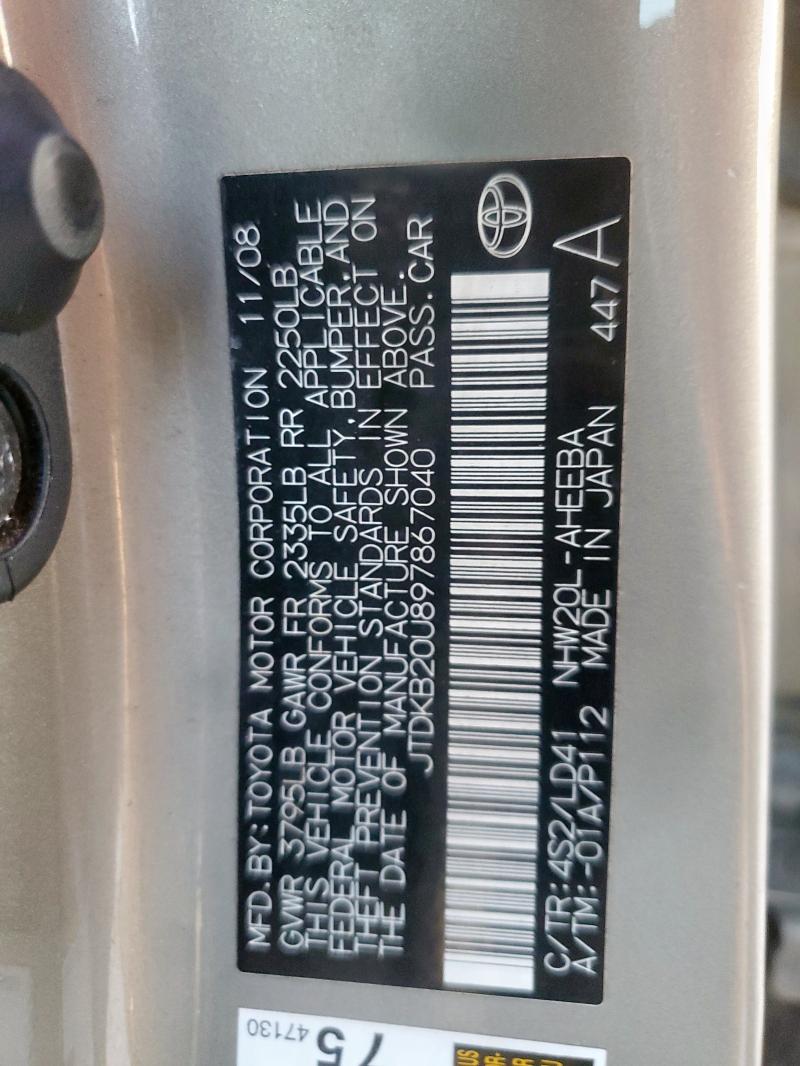 MFD. BY: TOYOTA MOTOR CORPORATION 11/08
GVWR 3795LB GAWR FR 2335LB RR 2250LB
THIS VEHICLE CONFORMS TO ALL APPLICABLE
FEDERAL MOTOR VEHICLE SAFETY, BUMPER, AND
THEFT PREVENTION STANDARDS IN EFFECT ON
THE DATE OF MANUFACTURE SHOWN ABOVE.
JTDKB20U897867040 PASS. CAR
C/TR: 4S2/LD41 NHW20L-AHEEBA
A/TM: -01A/P112 MADE IN JAPAN 447 A
47130
75